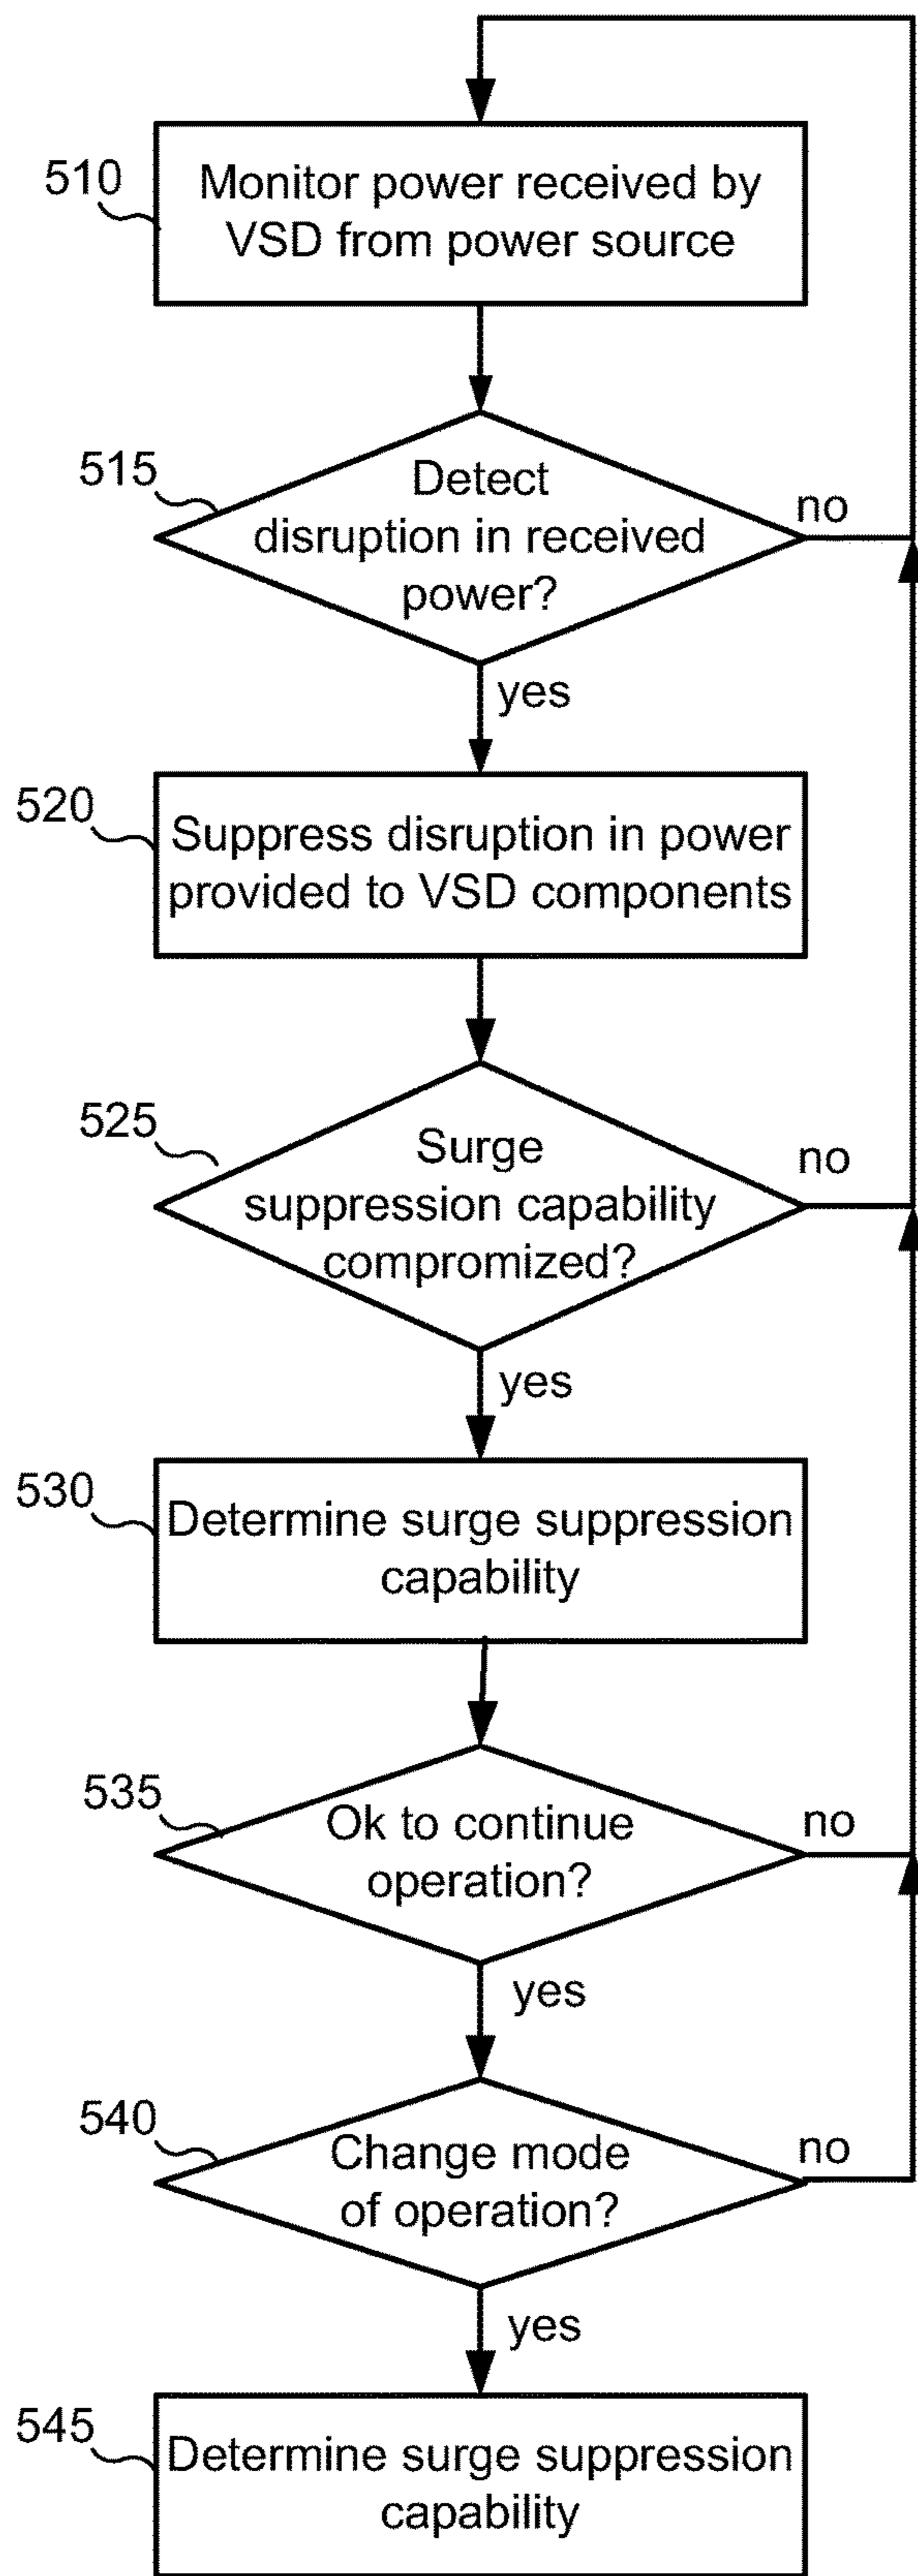 510
Monitor power received by
VSD from power source
515
Detect
disruption in received
power?
no
yes
520
Suppress disruption in power
provided to VSD components
525
Surge
suppression capability
compromized?
no
yes
530
Determine surge suppression
capability
535
Ok to continue
operation?
no
yes
540
Change mode
of operation?
no
yes
545
Determine surge suppression
capability